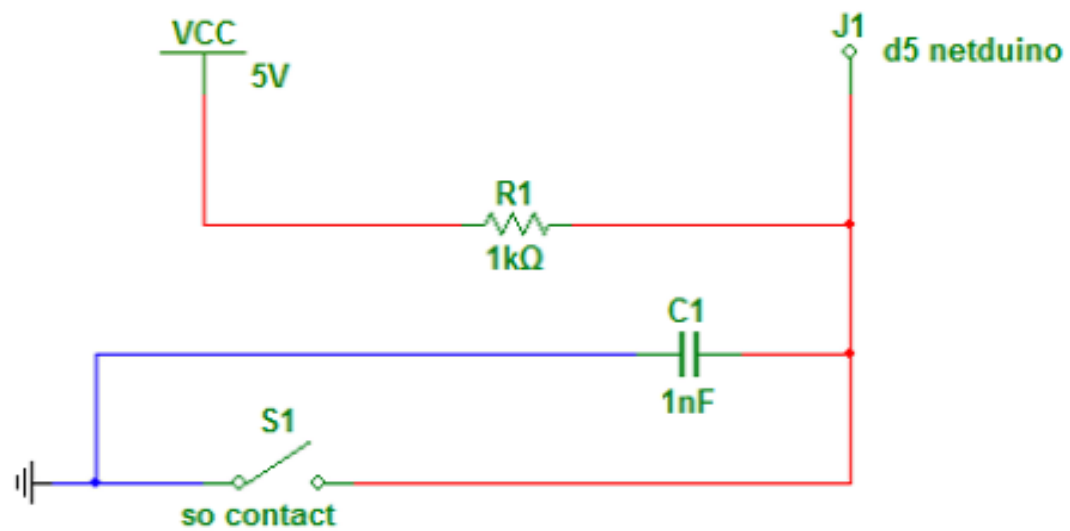 VCC
5V
J1
d5 netduino
R1
1kΩ
C1
1nF
S1
so contact